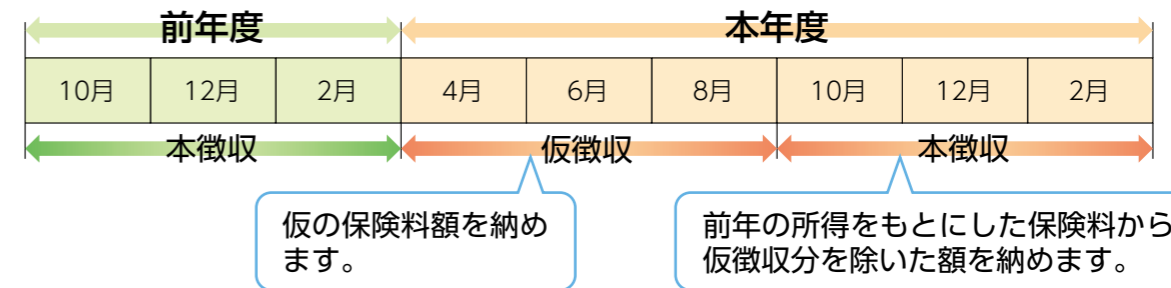 前年度 本年度
10月 12月 2月 4月 6月 8月 10月 12月 2月
本徴収 仮徴収 本徴収
仮の保険料額を納め
ます。
前年の所得をもとにした保険料から
仮徴収分を除いた額を納めます。